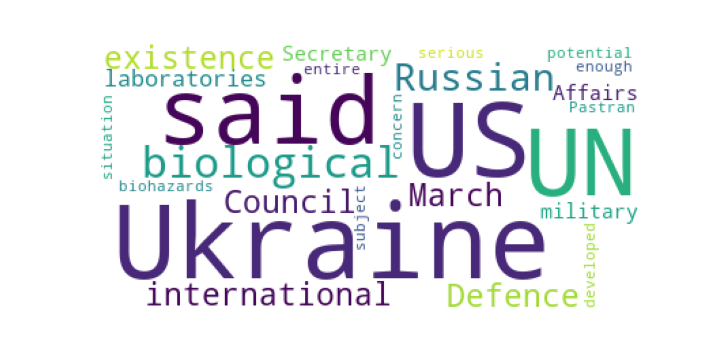 existence
Secretary
serious
potential
laboratories
entire
Russian
enough
said
US
Affairs
Pastran
situation
concern
biological
UN
biohazards
Council
subject
March
military
Ukraine
developed
international
Defence